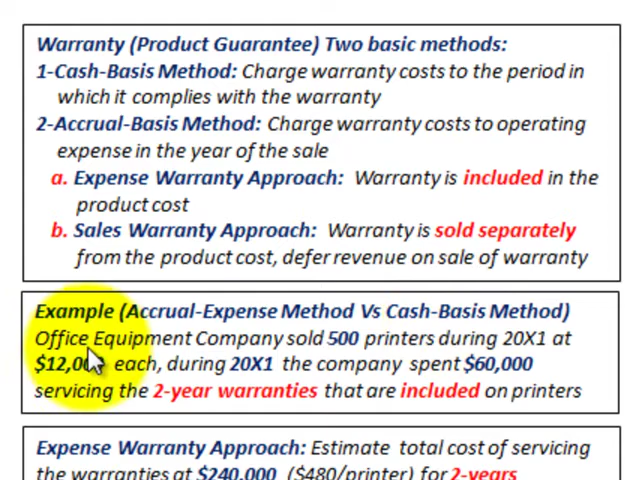 Warranty (Product Guarantee) Two basic methods:
1-Cash-Basis Method: Charge warranty costs to the period in
which it complies with the warranty
2-Accrual-Basis Method: Charge warranty costs to operating
expense in the year of the sale
a. Expense Warranty Approach: Warranty is included in the
product cost
b. Sales Warranty Approach: Warranty is sold separately
from the product cost, defer revenue on sale of warranty
Example (Accrual-Expense Method Vs Cash-Basis Method)
Office Equipment Company sold 500 printers during 20X1 at
$12,000 each, during 20X1 the company spent $60,000
servicing the 2-year warranties that are included on printers
Expense Warranty Approach: Estimate total cost of servicing
the warranties at $240,000 ($480/printer) for 2-years